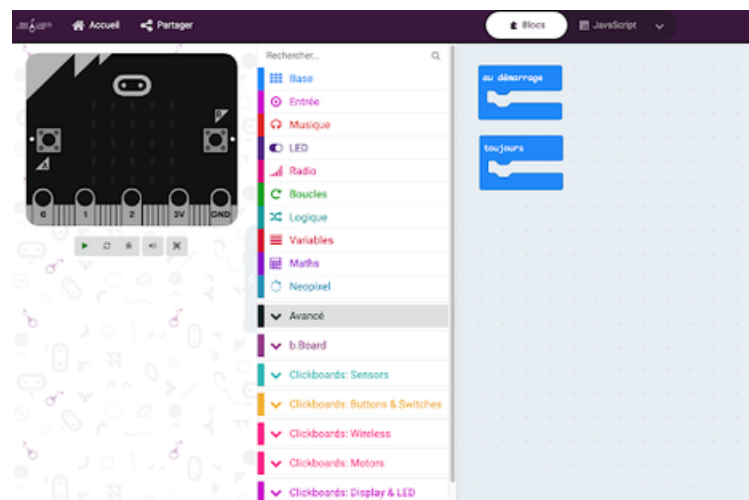 Accueil
Partager
Blocs
JavaScript
Rechercher...
Base
Entrée
Musique
LED
Radio
Boucles
Logique
Variables
Maths
Neopixel
Avancé
b.Board
Clickboards: Sensors
Clickboards: Buttons & Switches
Clickboards: Wireless
Clickboards: Motors
Clickboards: Display & LED
au démarrage
toujours
B
A
0
1
2
3V
GND